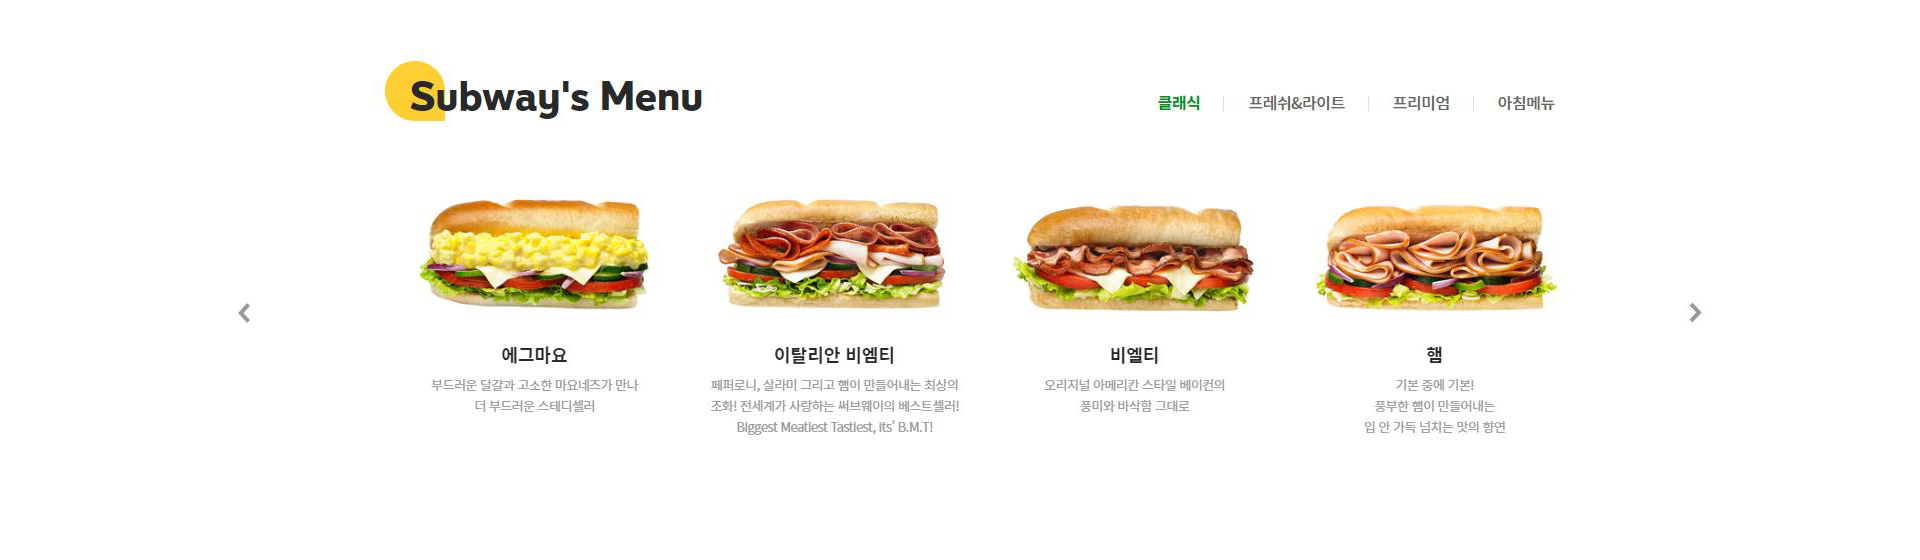 Subway's Menu
클래식
프레쉬&라이트
프리미엄
아침메뉴
에그마요
부드러운 달걀과 고소한 마요네즈가 만나
더 부드러운 스테디셀러
이탈리안 비엠티
페퍼로니, 살라미 그리고 햄이 만들어내는 최상의
조화! 전세계가 사랑하는 써브웨이의 베스트셀러!
Biggest Meatiest Tastiest, its’ B.M.T!
비엘티
오리지널 아메리칸 스타일 베이컨의
풍미와 바삭함 그대로
햄
기본 중에 기본!
풍부한 햄이 만들어내는
입 안 가득 넘치는 맛의 향연